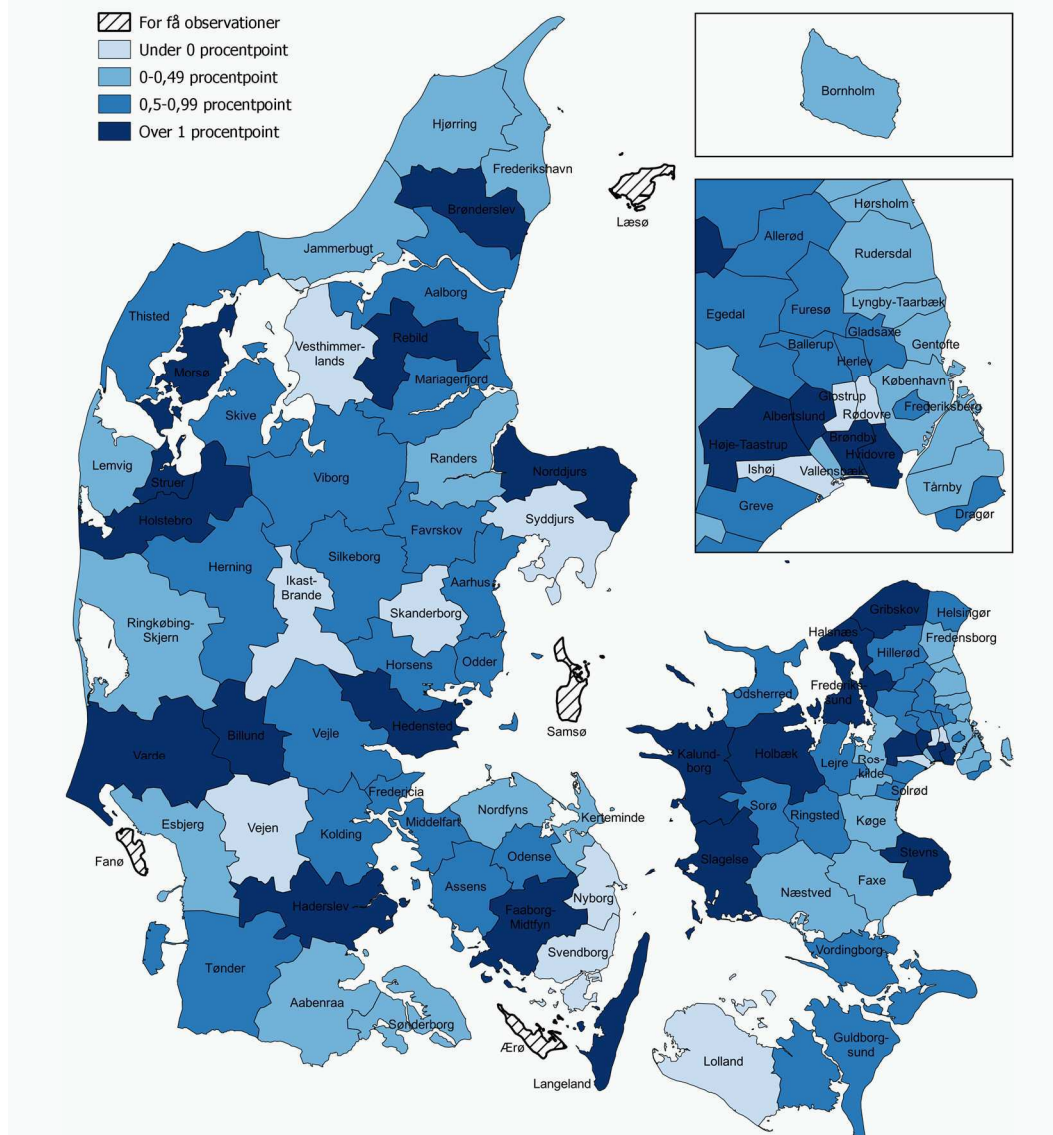 For få observationer
Under 0 procentpoint
0-0,49 procentpoint
0,5-0,99 procentpoint
Over 1 procentpoint
Bornholm
Hjørring
Frederikshavn
Brønderslev
Læsø
Jammerbugt
Aalborg
Thisted
Vesthimmer-
lands
Rebild
Morsø
Mariagerfjord
Skive
Lemvig
Randers
Viborg
Norddjurs
Struer
Holstebro
Syddjurs
Favrskov
Silkeborg
Herning
Ikast-
Brande
Aarhus
Skanderborg
Ringkøbing-
Skjern
Horsens
Odder
Samsø
Hedensted
Billund
Vejle
Varde
Fredericia
Esbjerg
Vejen
Kolding
Middelfart
Nordfyns
Kerteminde
Fanø
Odense
Assens
Nyborg
Haderslev
Faaborg-
Midtfyn
Svendborg
Tønder
Aabenraa
Sønderborg
Ærø
Langeland
Hørsholm
Allerød
Rudersdal
Egedal
Furesø
Lyngby-Taarbæk
Gladsaxe
Ballerup
Gentofte
Herlev
København
Glostrup
Frederiksberg
Albertslund
Rødovre
Høje-Taastrup
Brøndby
Hvidovre
Ishøj
Vallensbæk
Tårnby
Greve
Dragør
Gribskov
Helsingør
Halsnæs
Fredensborg
Hillerød
Frederiks-
sund
Odsherred
Kalund-
borg
Holbæk
Lejre
Ros-
kilde
Solrød
Sorø
Ringsted
Køge
Slagelse
Stevns
Næstved
Faxe
Vordingborg
Guldborg-
sund
Lolland